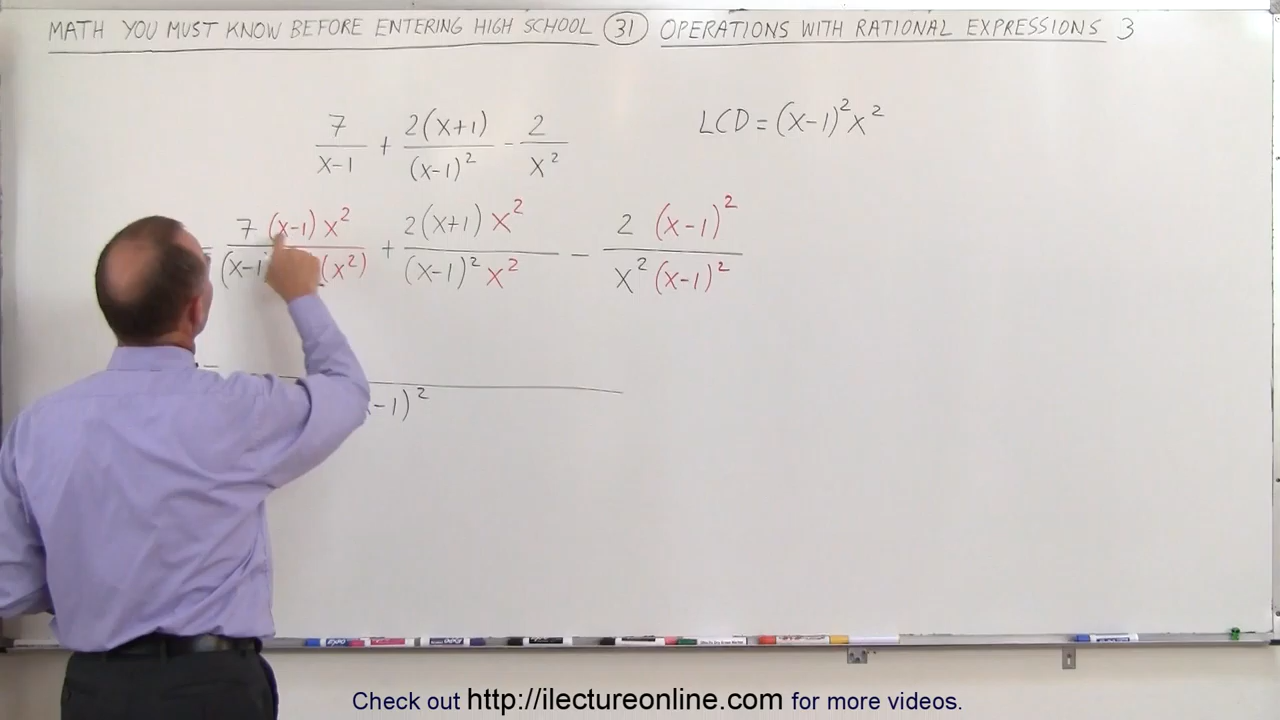 MATH YOU MUST KNOW BEFORE ENTERING HIGH SCHOOL (31) OPERATIONS WITH RATIONAL EXPRESSIONS 3
7/(x-1) + 2(x+1)/(x-1)² - 2/x²
LCD = (x-1)²x²
= 7(x-1)x²/(x-1) (x²) + 2(x+1)x²/(x-1)²x² - 2(x-1)²/x²(x-1)²
-1)²
Check out http://ilectureonline.com for more videos.